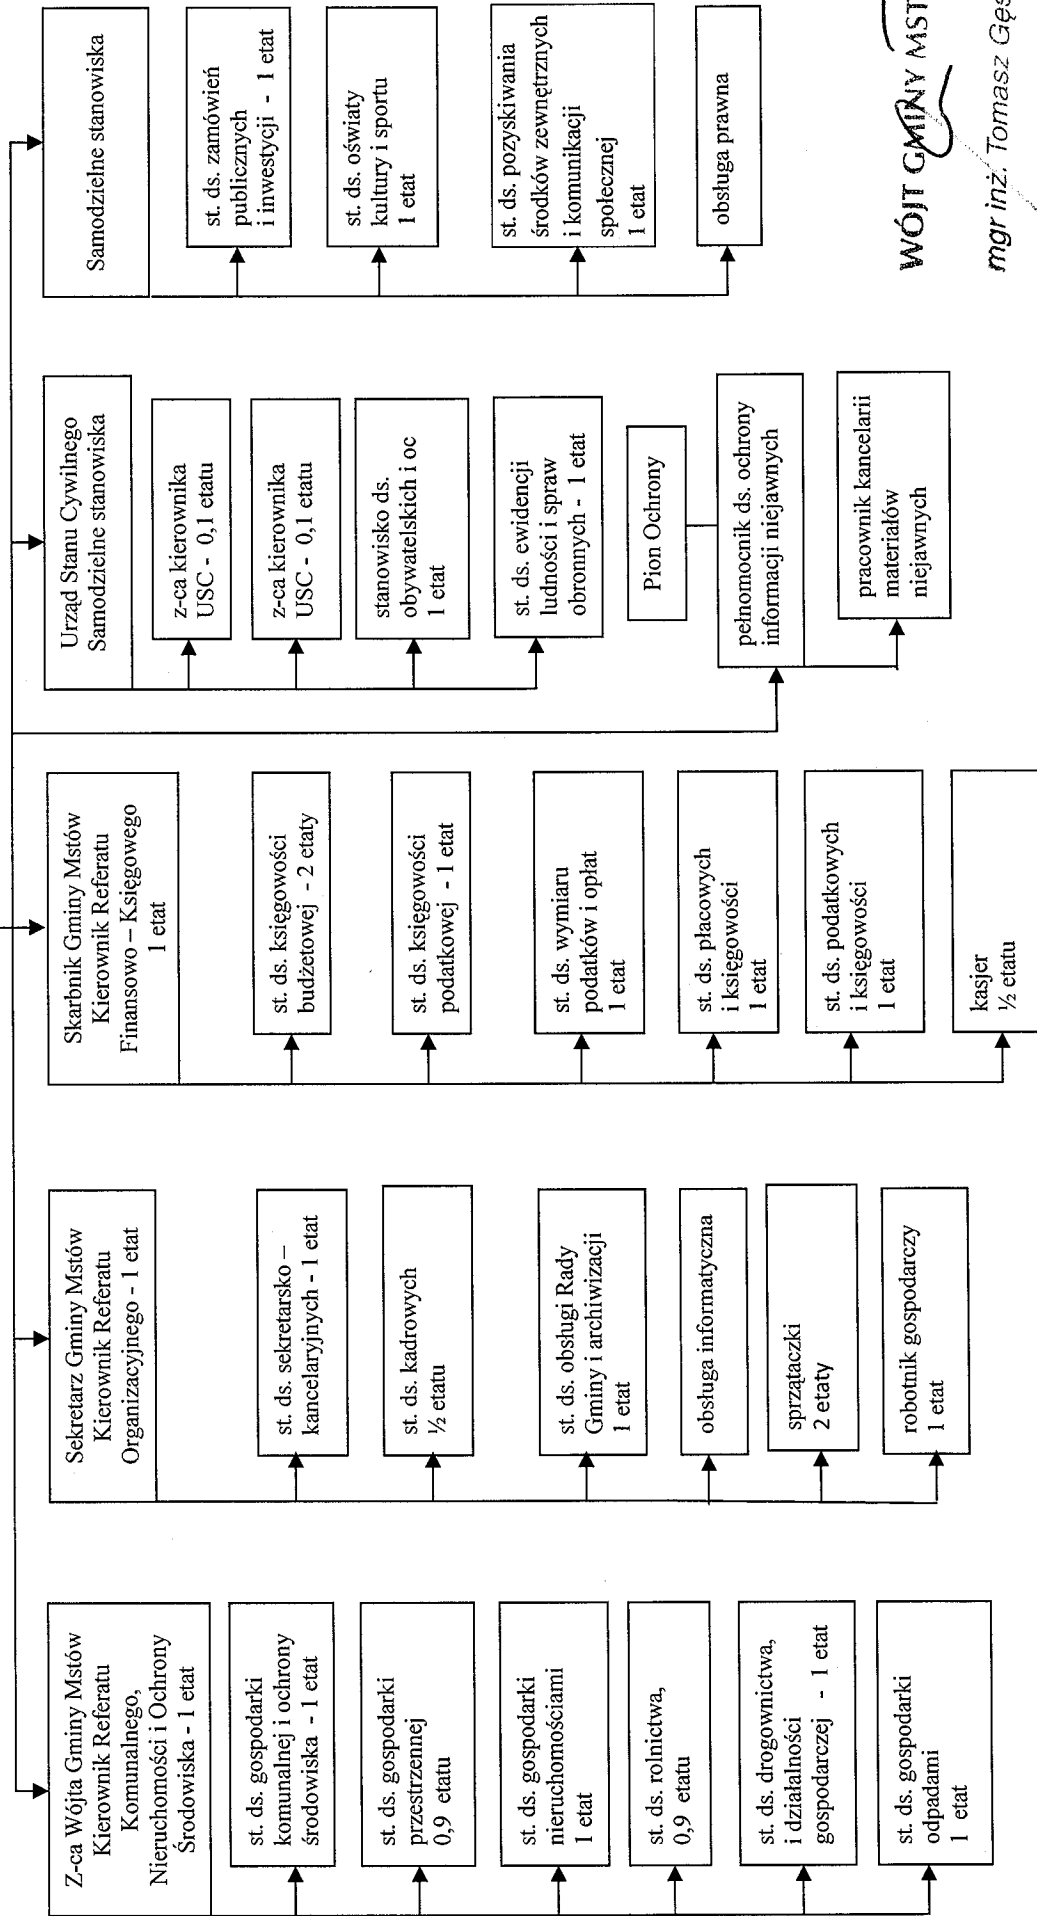 Z-ca Wójta Gminy Mstów
Kierownik Referatu
Komunalnego,
Nieruchomości i Ochrony
Środowiska - 1 etat
st. ds. gospodarki
komunalnej i ochrony
środowiska - 1 etat
st. ds. gospodarki
przestrzennej
0,9 etatu
st. ds. gospodarki
nieruchomościami
1 etat
st. ds. rolnictwa,
0,9 etatu
st. ds. drogownictwa,
i działalności
gospodarczej - 1 etat
st. ds. gospodarki
odpadami
1 etat
Sekretarz Gminy Mstów
Kierownik Referatu
Organizacyjnego - 1 etat
st. ds. sekretarsko –
kancelaryjnych - 1 etat
st. ds. kadrowych
½ etatu
st. ds. obsługi Rady
Gminy i archiwizacji
1 etat
obsługa informatyczna
sprzątaczki
2 etaty
robotnik gospodarczy
1 etat
Skarbnik Gminy Mstów
Kierownik Referatu
Finansowo – Księgowego
1 etat
st. ds. księgowości
budżetowej - 2 etaty
st. ds. księgowości
podatkowej - 1 etat
st. ds. wymiaru
podatków i opłat
1 etat
st. ds. płacowych
i księgowości
1 etat
st. ds. podatkowych
i księgowości
1 etat
kasjer
½ etatu
Urząd Stanu Cywilnego
Samodzielne stanowiska
z-ca kierownika
USC - 0,1 etatu
z-ca kierownika
USC - 0,1 etatu
stanowisko ds.
obywatelskich i oc
1 etat
st. ds. ewidencji
ludności i spraw
obronnych - 1 etat
Pion Ochrony
pełnomocnik ds. ochrony
informacji niejawnych
pracownik kancelarii
materiałów
niejawnych
Samodzielne stanowiska
st. ds. zamówień
publicznych
i inwestycji - 1 etat
st. ds. oświaty
kultury i sportu
1 etat
st. ds. pozyskiwania
środków zewnętrznych
i komunikacji
społecznej
1 etat
obsługa prawna
WÓJT GMINY MST
mgr inż. Tomasz Gęs